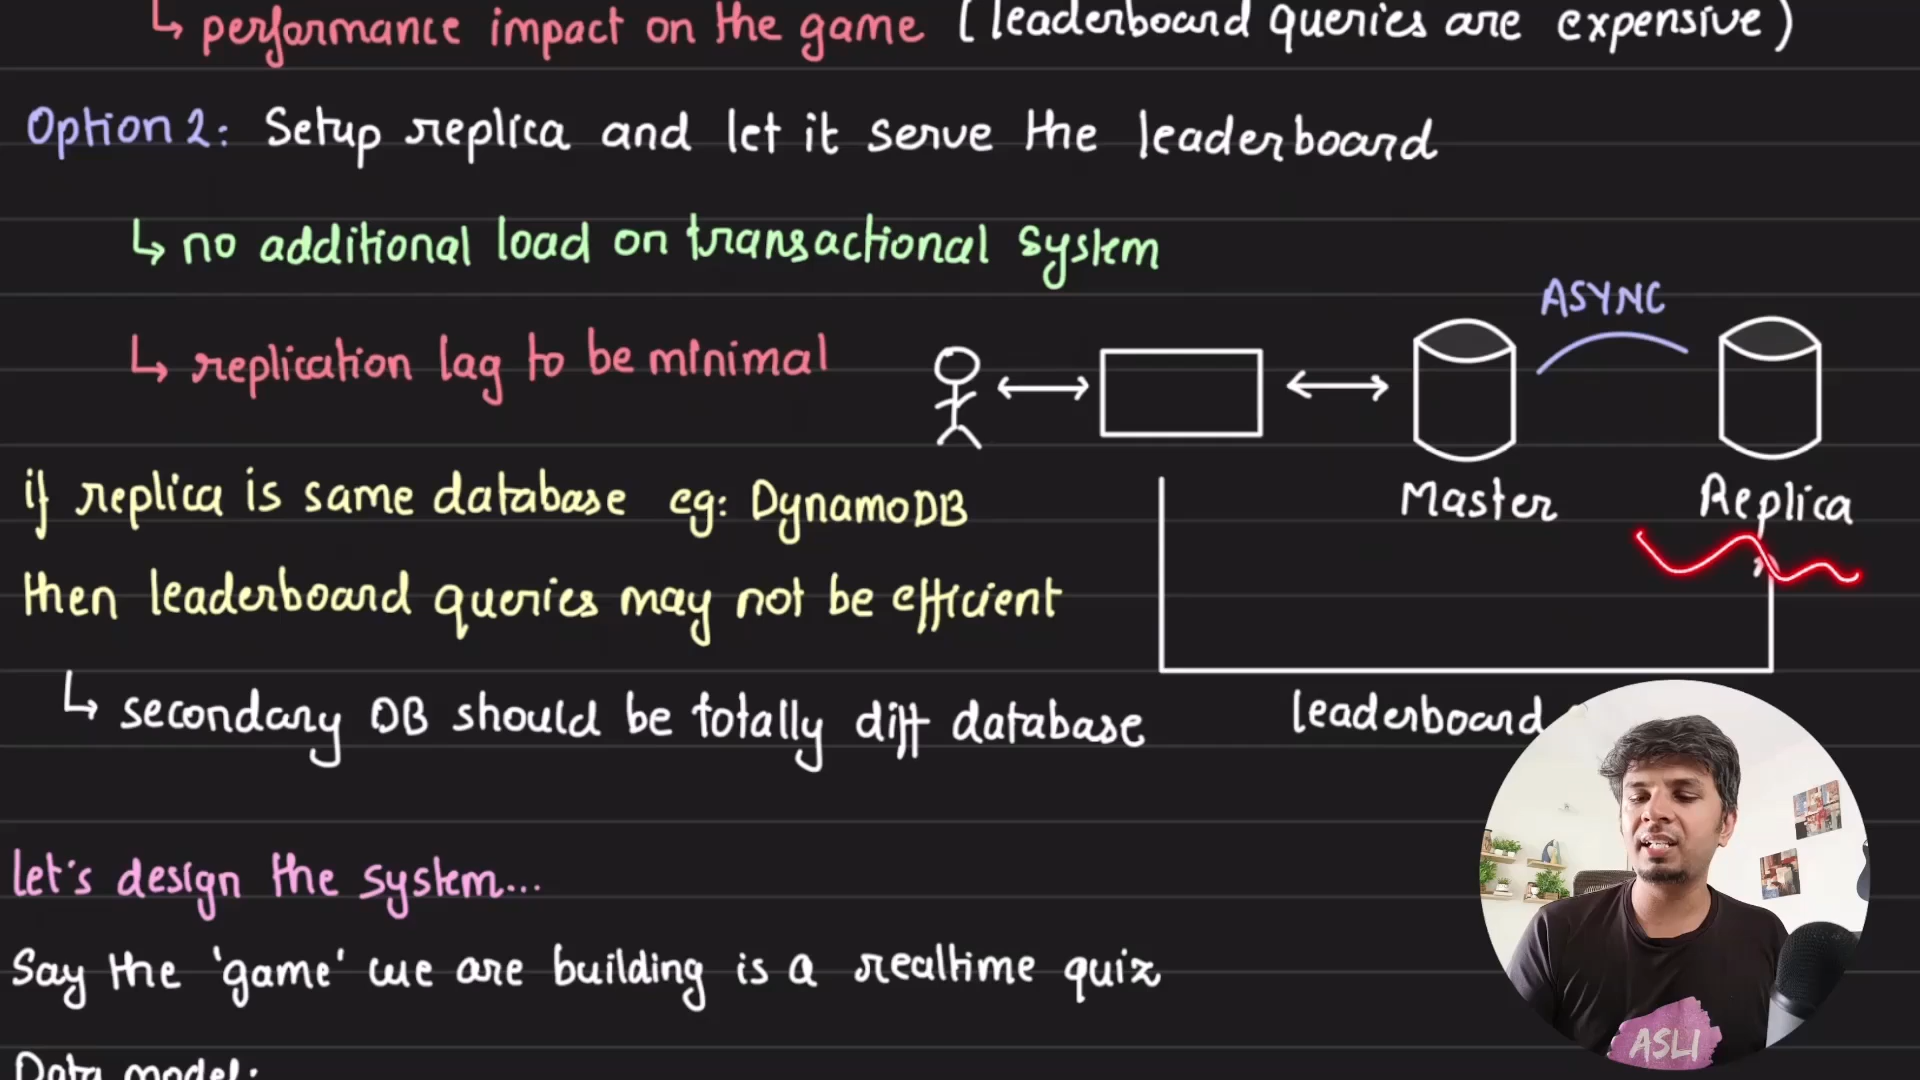 ↳ performance impact on the game (leaderboard queries are expensive)
Option 2: Setup replica and let it serve the leaderboard
↳ no additional load on transactional system
ASYNC
↳ replication lag to be minimal
Master
Replica
if replica is same database eg: DynamoDB
then leaderboard queries may not be efficient
↳ secondary DB should be totally diff database
leaderboard
let's design the system...
Say the 'game' we are building is a realtime quiz
Data model:
ASLI